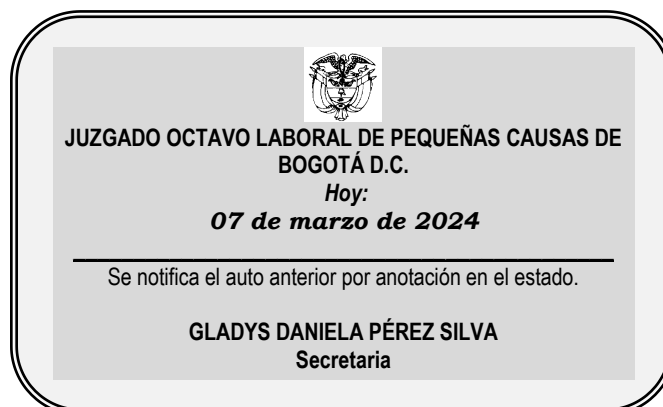 JUZGADO OCTAVO LABORAL DE PEQUEÑAS CAUSAS DE
BOGOTÁ D.C.
Hoy:
07 de marzo de 2024
Se notifica el auto anterior por anotación en el estado.
GLADYS DANIELA PÉREZ SILVA
Secretaria